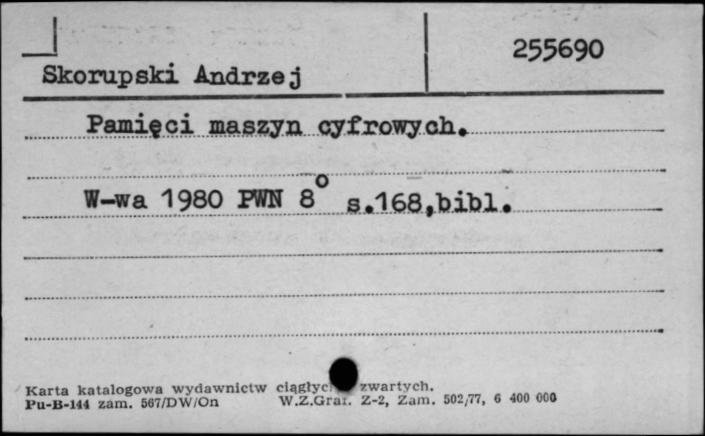 255690
Skorupski Andrzej
Pamięci maszyn cyfrowych.
W-wa 1980 PWN 8° s.168,bibl.
Karta katalogowa wydawnictw zwartych.
Pu-B-144 zam. 567/DW/On W.Z.Graf. Z-2, Zam. 502/77, 6 400 000